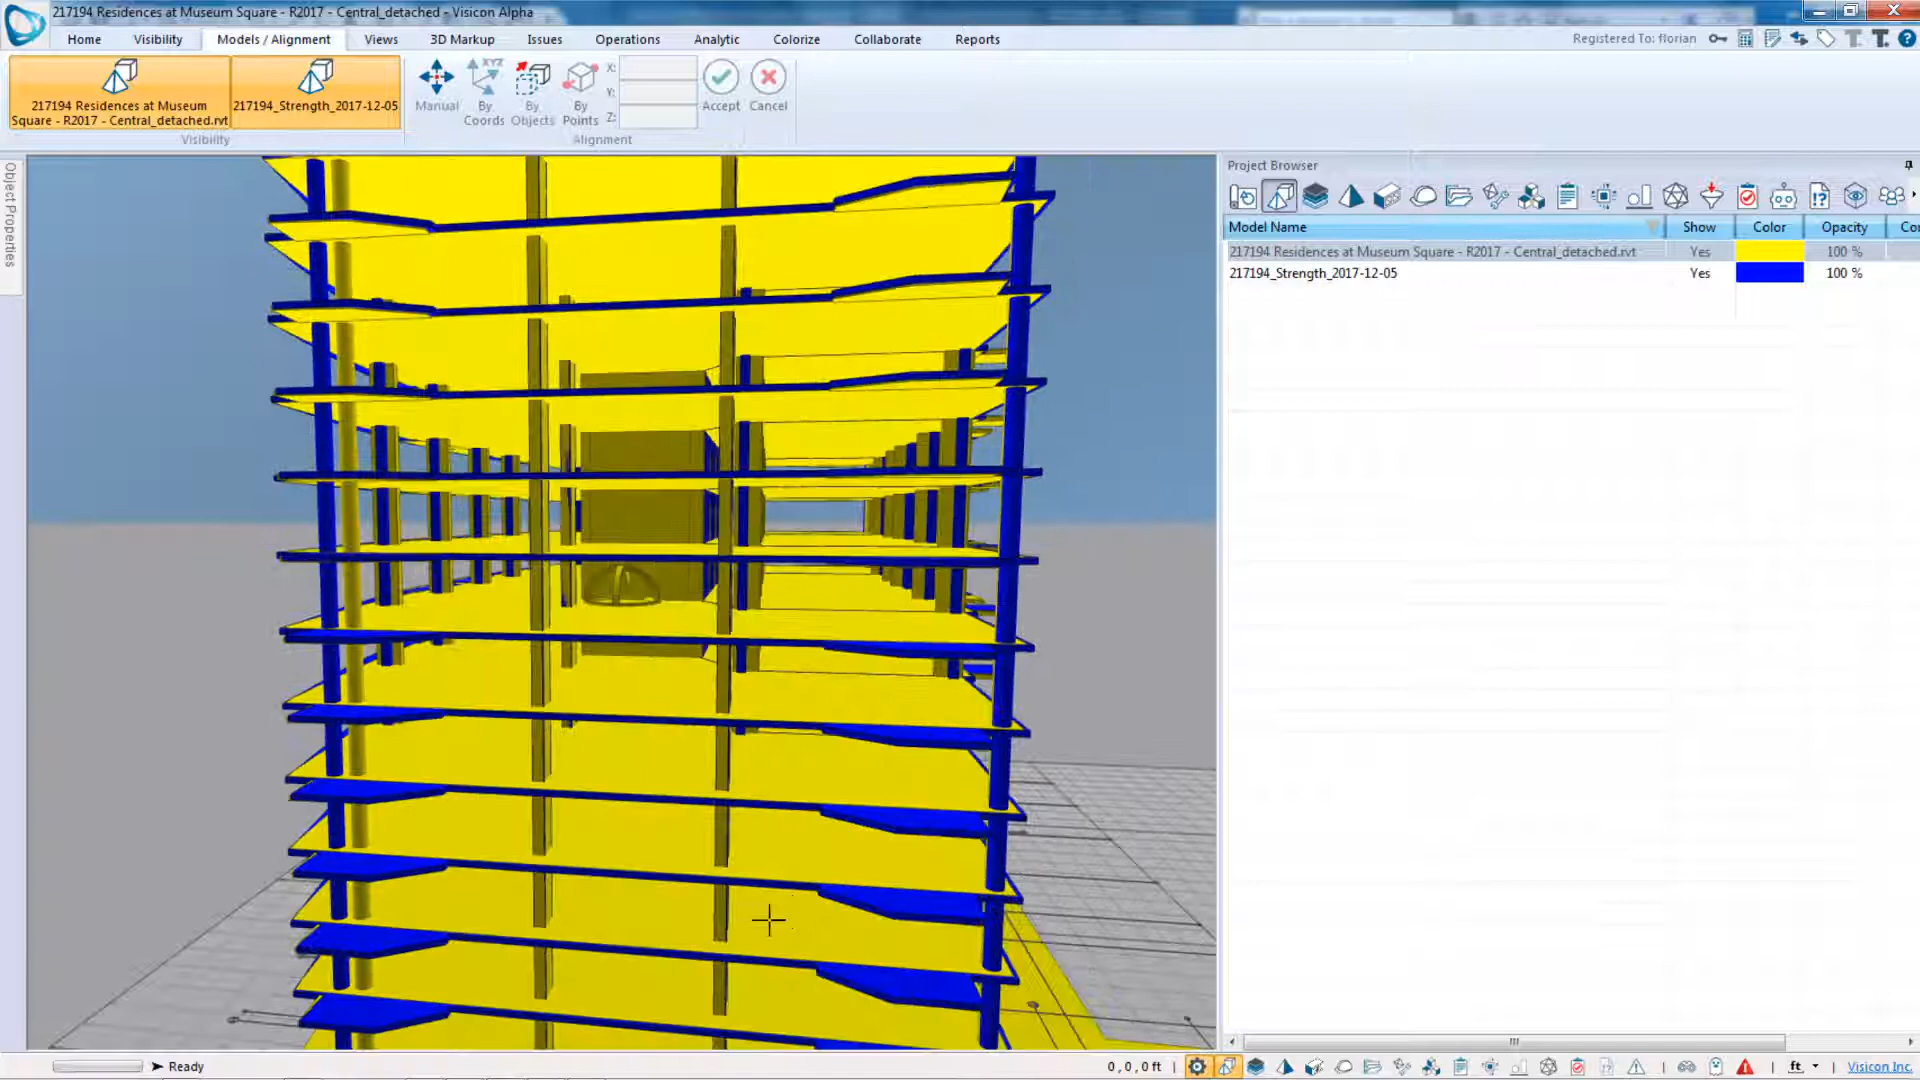 217194 Residences at Museum Square - R2017 - Central_detached - Visicon Alpha
Home Visibility Models / Alignment Views 3D Markup Issues Operations Analytic Colorize Collaborate Reports
Registered To: florian
217194 Residences at Museum
Square - R2017 - Central_detached.rvt
217194_Strength_2017-12-05
Visibility
Manual
By
Coords
XYZ
By
Objects
By
Points
X:
Y:
Z:
Accept
Cancel
Alignment
Object Properties
Project Browser
Model Name Show Color Opacity Co
217194 Residences at Museum Square - R2017 - Central_detached.rvt Yes 100 %
217194_Strength_2017-12-05 Yes 100 %
Ready
0 , 0 , 0 ft
ft
Visicon Inc.